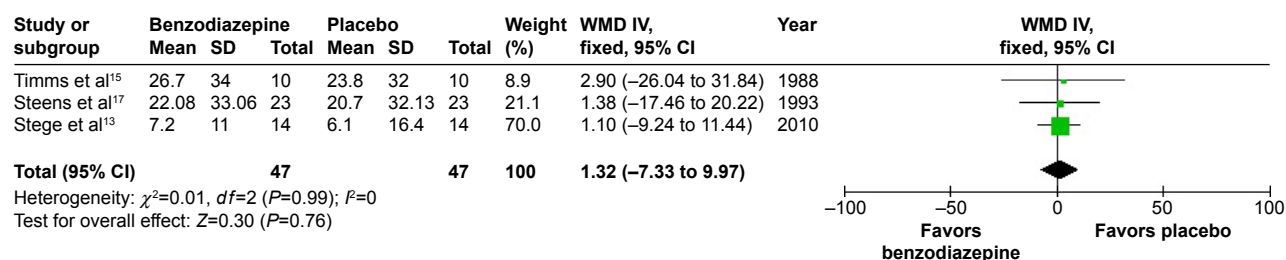 Study or Benzodiazepine Placebo Weight WMD IV, Year WMD IV,
subgroup Mean SD Total Mean SD Total (%) fixed, 95% CI fixed, 95% CI
Timms et al¹⁵ 26.7 34 10 23.8 32 10 8.9 2.90 (–26.04 to 31.84) 1988
Steens et al¹⁷ 22.08 33.06 23 20.7 32.13 23 21.1 1.38 (–17.46 to 20.22) 1993
Stege et al¹³ 7.2 11 14 6.1 16.4 14 70.0 1.10 (–9.24 to 11.44) 2010
Total (95% CI) 47 47 100 1.32 (–7.33 to 9.97)
Heterogeneity: χ²=0.01, df=2 (P=0.99); I²=0
Test for overall effect: Z=0.30 (P=0.76)
–100 –50 0 50 100
Favors Favors placebo
benzodiazepine